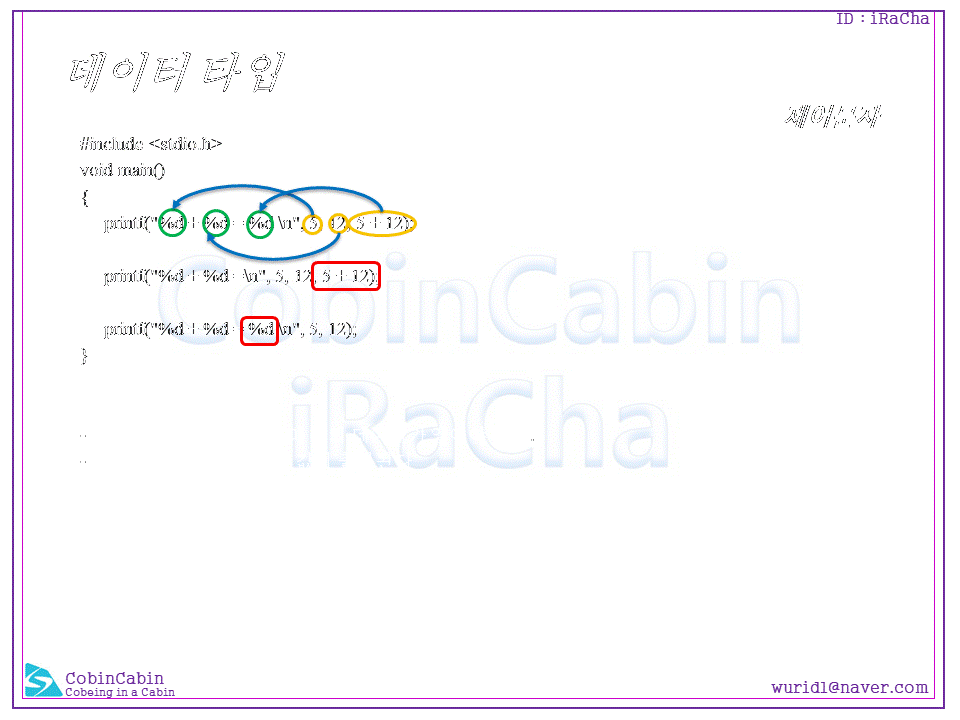 ID : iRaCha
데이터 타입
제어문자
#include <stdio.h>
void main()
{
printf("%d + %d = %d \n", 5, 12, 5 + 12);
printf("%d + %d = \n", 5, 12, 5 + 12);
printf("%d + %d = %d \n", 5, 12);
}
CobinCabin
iRaCha
CobinCabin
Cobeing in a Cabin
wurid1@naver.com